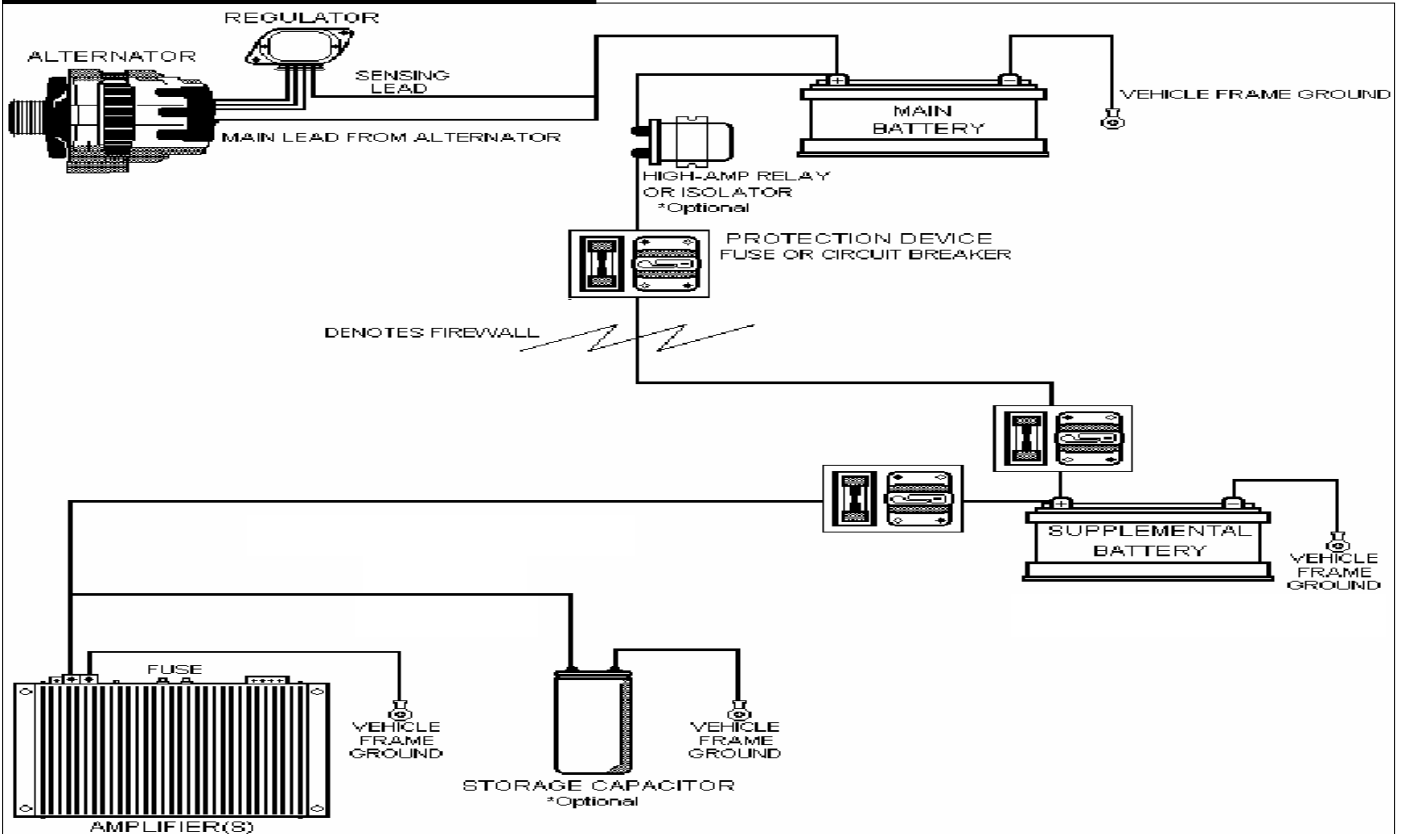 REGULATOR
ALTERNATOR
SENSING
LEAD
MAIN LEAD FROM ALTERNATOR
MAIN
BATTERY
VEHICLE FRAME GROUND
HIGH-AMP RELAY
OR ISOLATOR
*Optional
PROTECTION DEVICE
FUSE OR CIRCUIT BREAKER
DENOTES FIREWALL
SUPPLEMENTAL
BATTERY
VEHICLE
FRAME
GROUND
FUSE
VEHICLE
FRAME
GROUND
VEHICLE
FRAME
GROUND
STORAGE CAPACITOR
*Optional
AMPLIFIER(S)